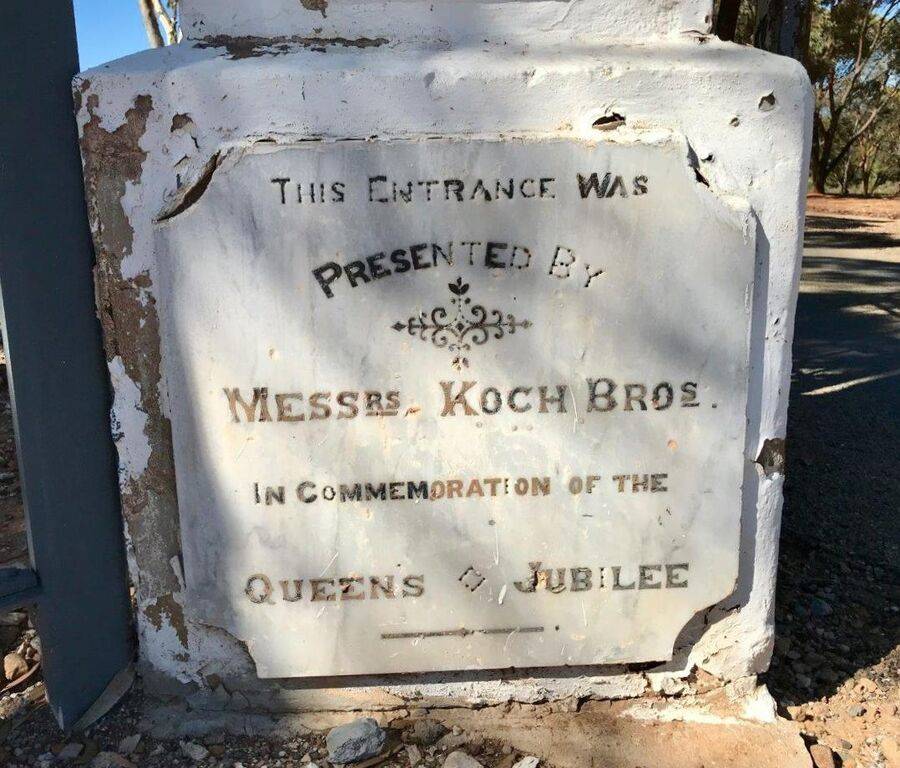 THIS ENTRANCE WAS
PRESENTED BY
MESSRS. KOCH BROS.
IN COMMEMORATION OF THE
QUEENS JUBILEE